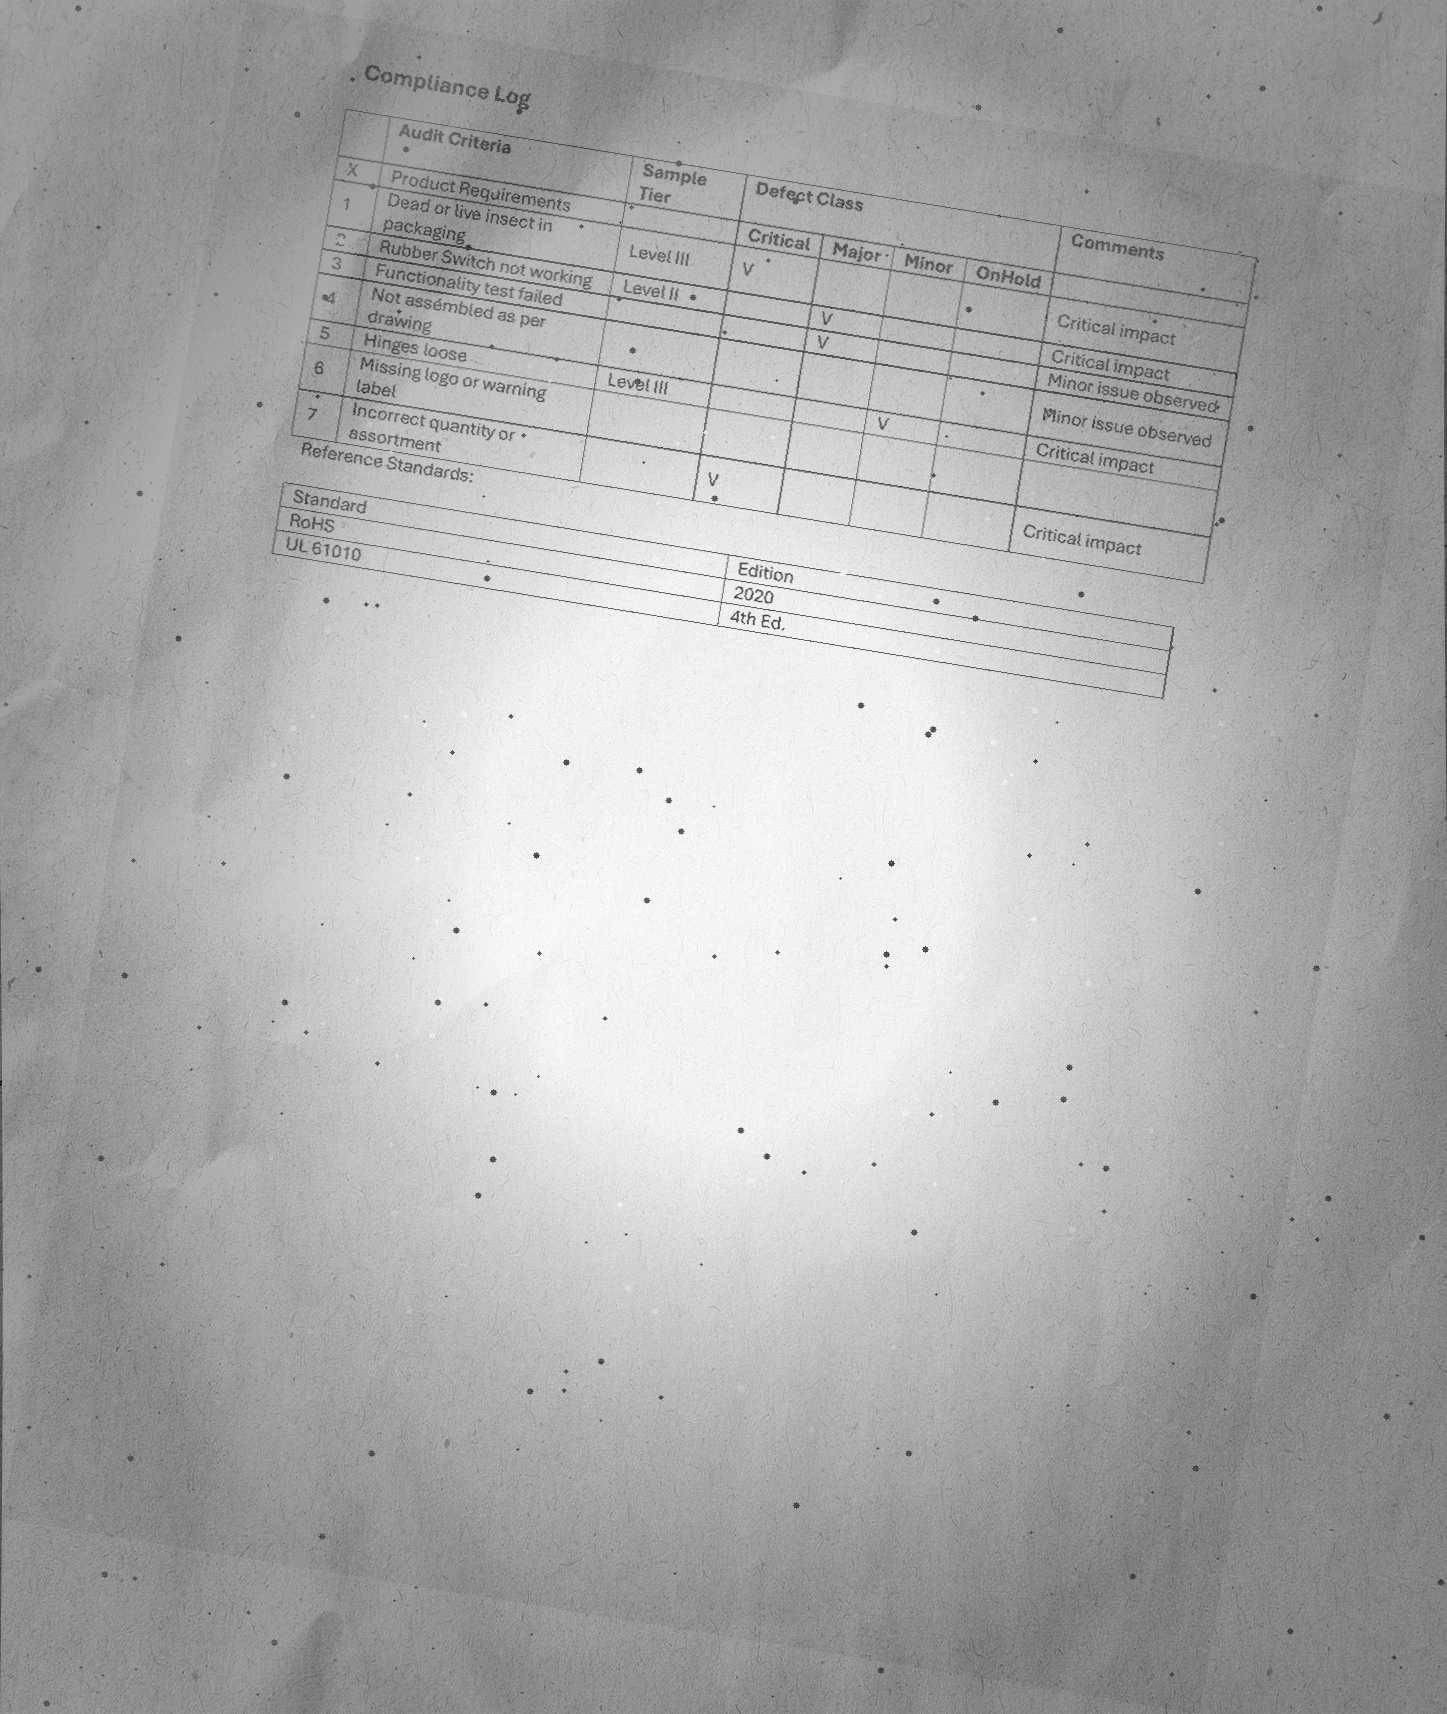 Compliance Log
Audit Criteria Sample Tier Defect Class Comments
X Product Requirements Critical Major Minor OnHold
1 Dead or live insect in packaging Level III V Critical impact
2 Rubber Switch not working Level II V Critical impact
3 Functionality test failed V Minor issue observed
4 Not assembled as per drawing Minor issue observed
5 Hinges loose Level III V Critical impact
6 Missing logo or warning label
7 Incorrect quantity or assortment V Critical impact
Reference Standards:
Standard Edition
RoHS 2020
UL 61010 4th Ed.